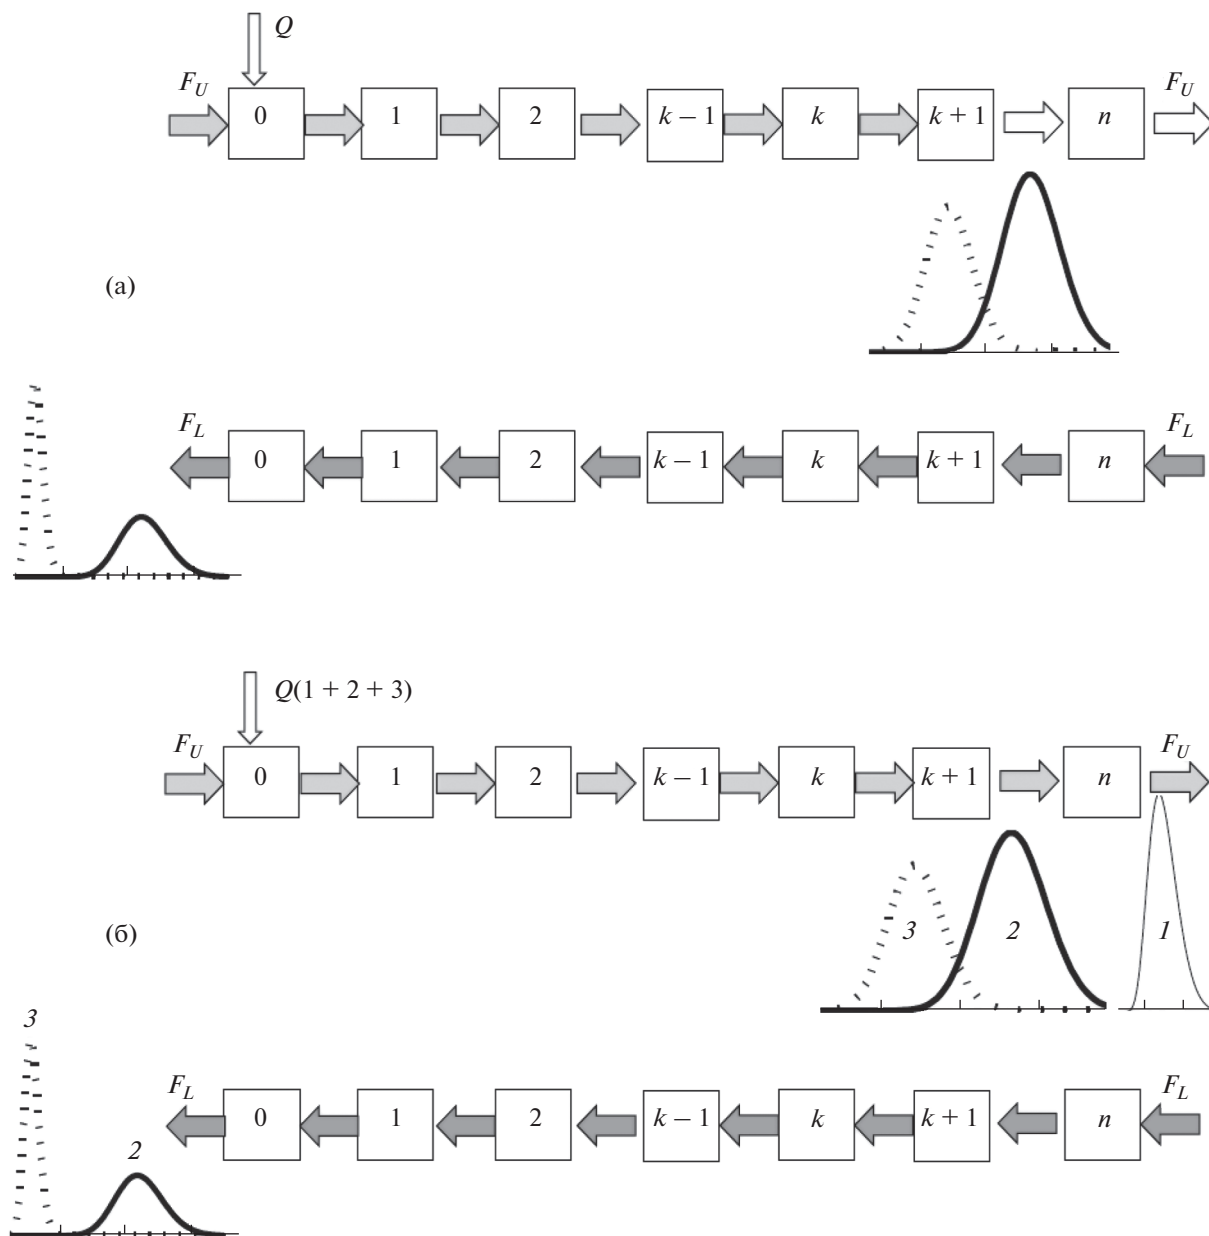 Q
F_U 0 1 2 k – 1 k k + 1 n F_U
(а)
F_L 0 1 2 k – 1 k k + 1 n F_L
Q(1 + 2 + 3)
F_U 0 1 2 k – 1 k k + 1 n F_U
3 2 1
(б)
3
F_L 0 1 2 k – 1 k k + 1 n F_L
2